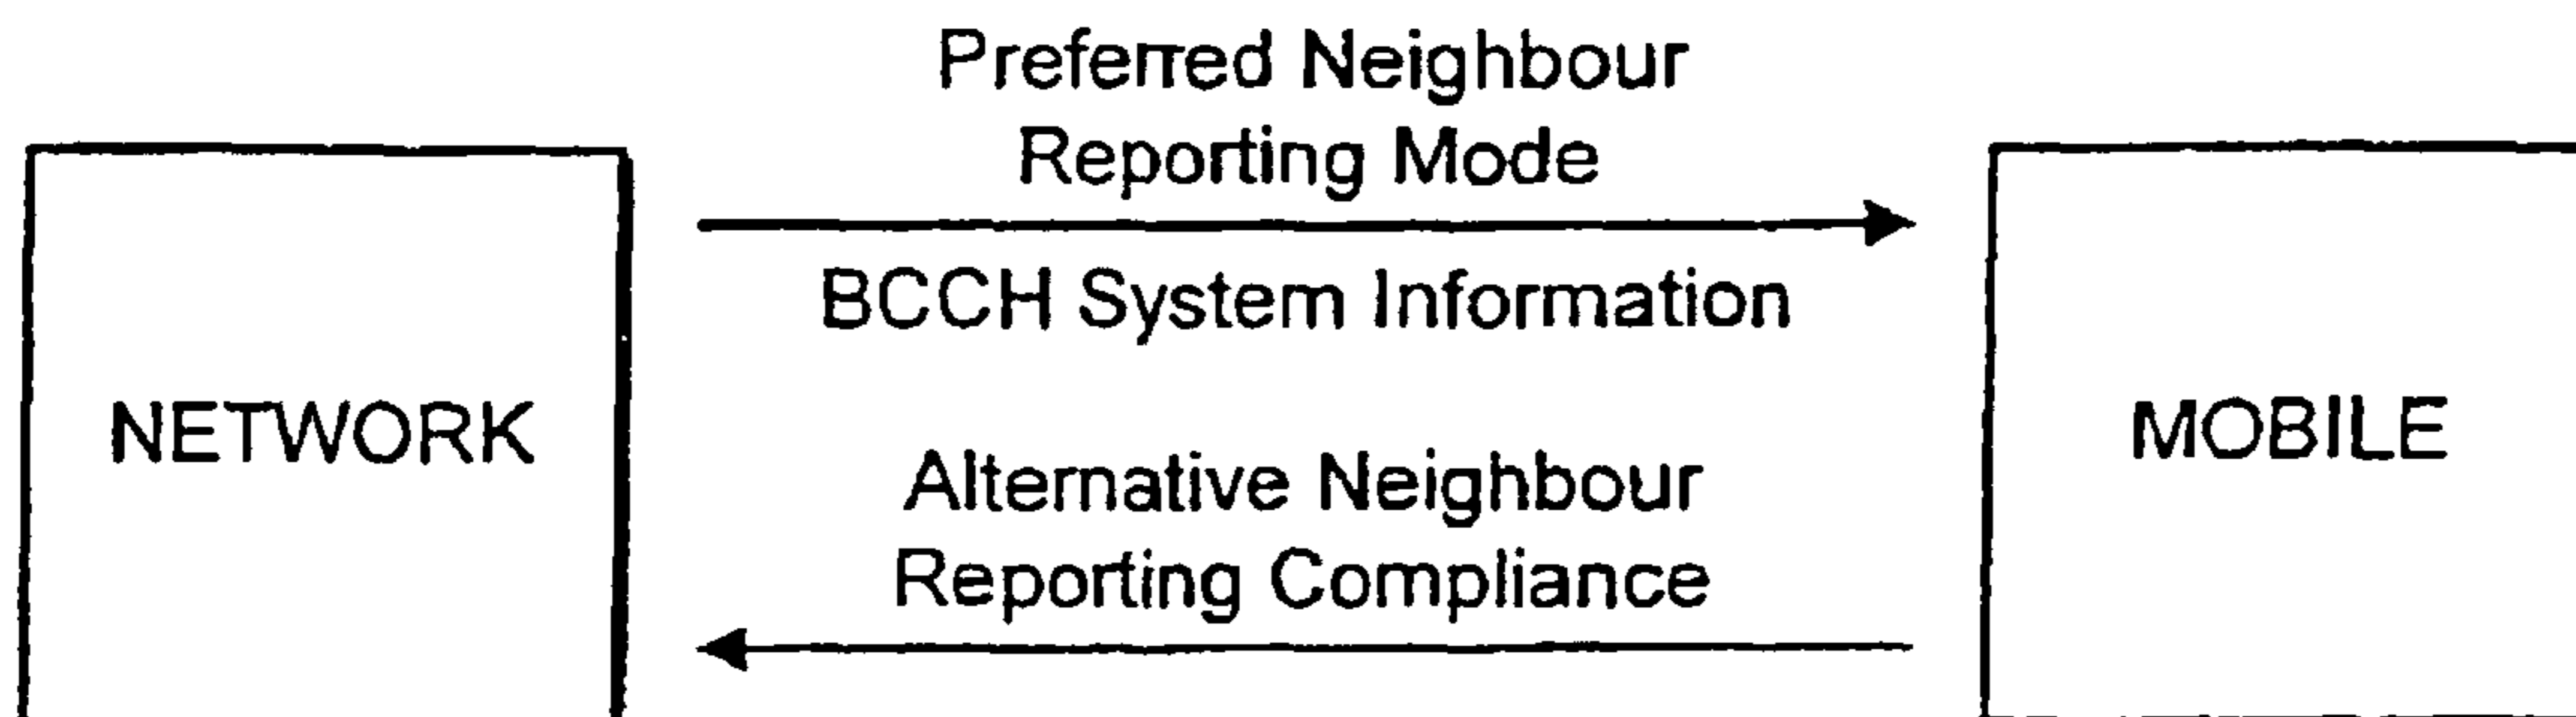 Preferred Neighbour
Reporting Mode
BCCH System Information
NETWORK
MOBILE
Alternative Neighbour
Reporting Compliance